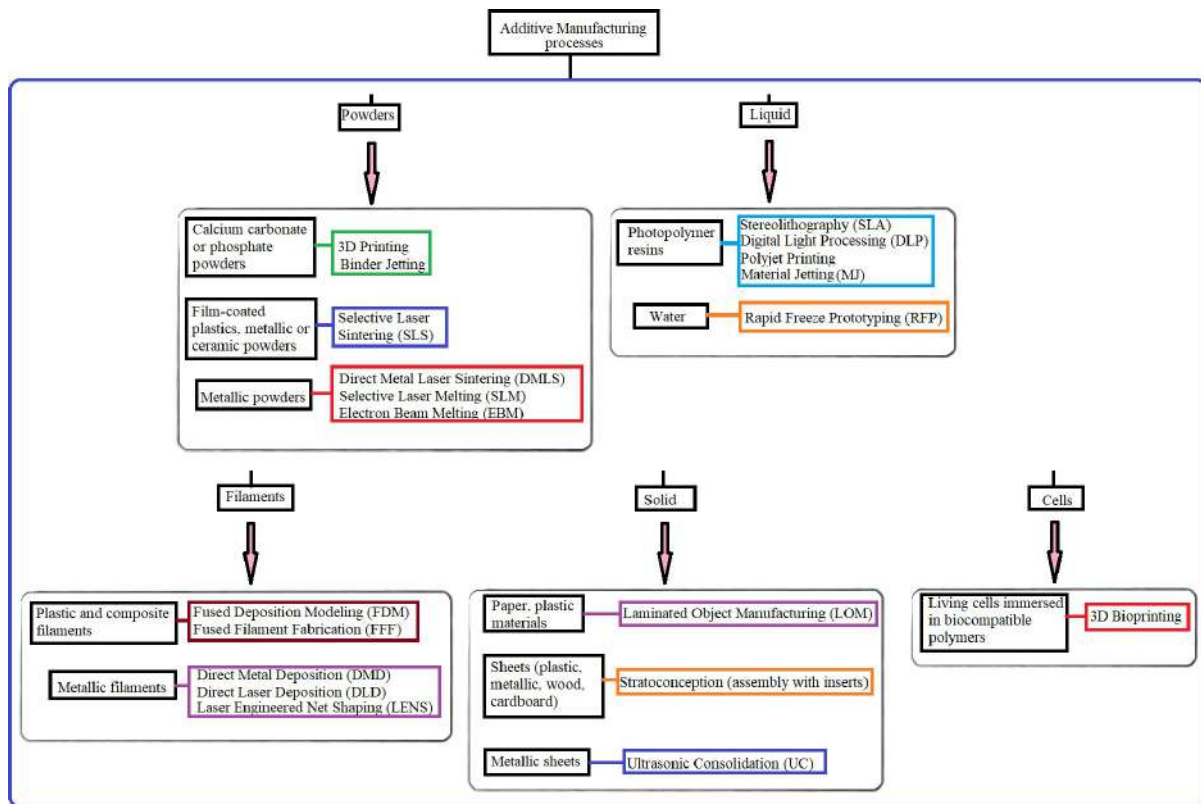 Additive Manufacturing
processes
Powders
Liquid
Calcium carbonate
or phosphate
powders
3D Printing
Binder Jetting
Film-coated
plastics, metallic or
ceramic powders
Selective Laser
Sintering (SLS)
Metallic powders
Direct Metal Laser Sintering (DMLS)
Selective Laser Melting (SLM)
Electron Beam Melting (EBM)
Photopolymer
resins
Stereolithography (SLA)
Digital Light Processing (DLP)
Polyjet Printing
Material Jetting (MJ)
Water
Rapid Freeze Prototyping (RFP)
Filaments
Solid
Cells
Plastic and composite
filaments
Fused Deposition Modeling (FDM)
Fused Filament Fabrication (FFF)
Metallic filaments
Direct Metal Deposition (DMD)
Direct Laser Deposition (DLD)
Laser Engineered Net Shaping (LENS)
Paper, plastic
materials
Laminated Object Manufacturing (LOM)
Sheets (plastic,
metallic, wood,
cardboard)
Stratoconception (assembly with inserts)
Metallic sheets
Ultrasonic Consolidation (UC)
Living cells immersed
in biocompatible
polymers
3D Bioprinting